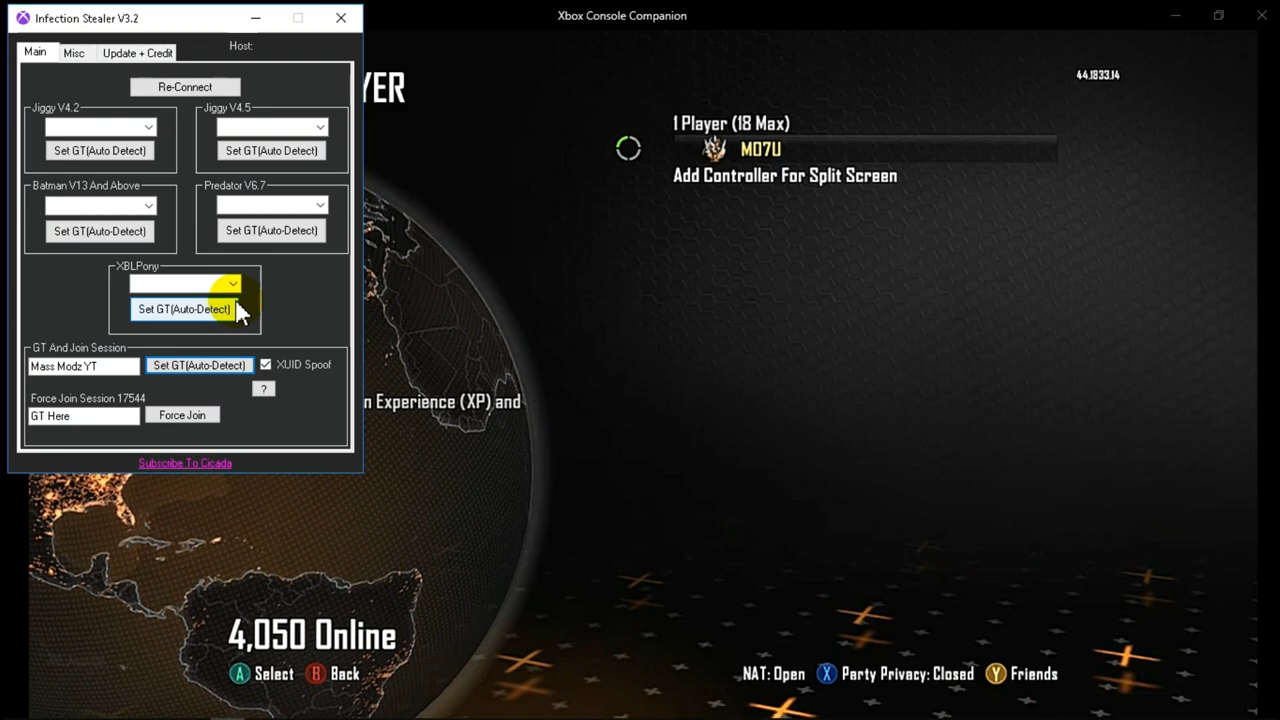 Infection Stealer V3.2
Xbox Console Companion
Host:
Main Misc Update + Credit
Re-Connect
Jiggy V4.2
Set GT(Auto Detect)
Jiggy V4.5
Set GT(Auto Detect)
Batman V13 And Above
Set GT(Auto-Detect)
Predator V6.7
Set GT(Auto-Detect)
XBLPony
Set GT(Auto-Detect)
GT And Join Session
Mass Modz YT Set GT(Auto-Detect) XUID Spoof
?
Force Join Session 17544
GT Here Force Join
Subscribe To Cicada
YER
44.1833.14
1 Player (18 Max)
M07U
Add Controller For Split Screen
n Experience (XP) and
4,050 Online
A Select B Back
NAT: Open X Party Privacy: Closed Y Friends